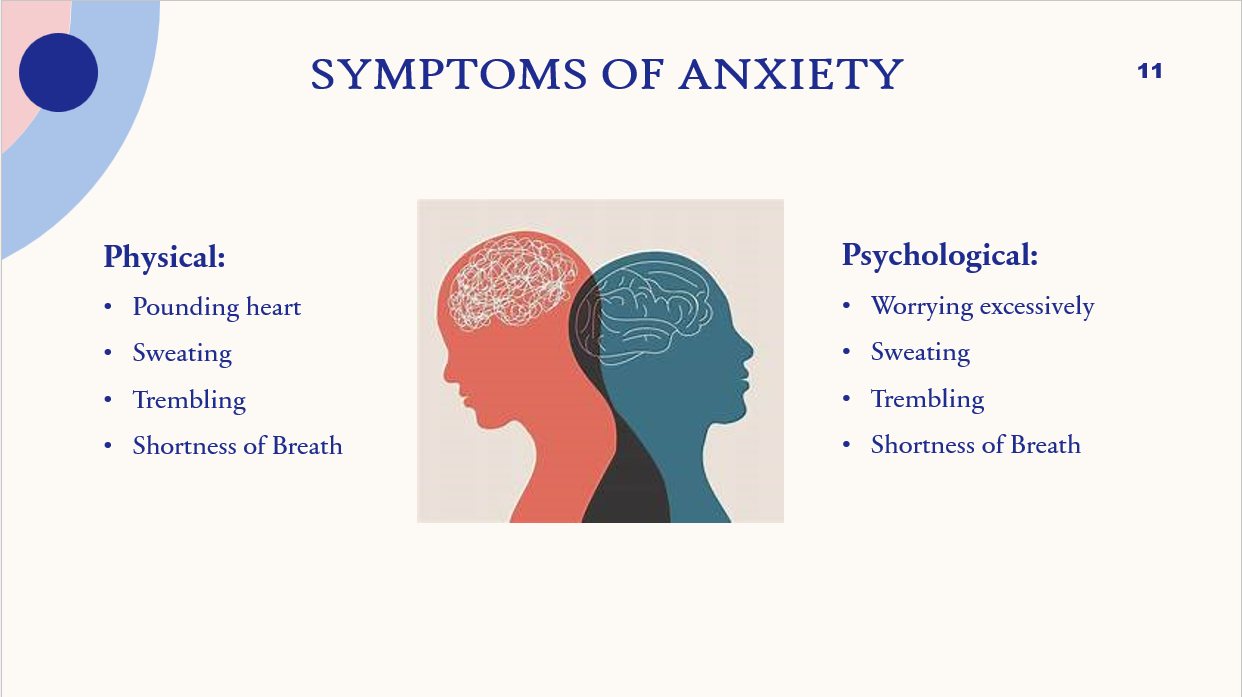 SYMPTOMS OF ANXIETY
11
Physical:
• Pounding heart
• Sweating
• Trembling
• Shortness of Breath
Psychological:
• Worrying excessively
• Sweating
• Trembling
• Shortness of Breath